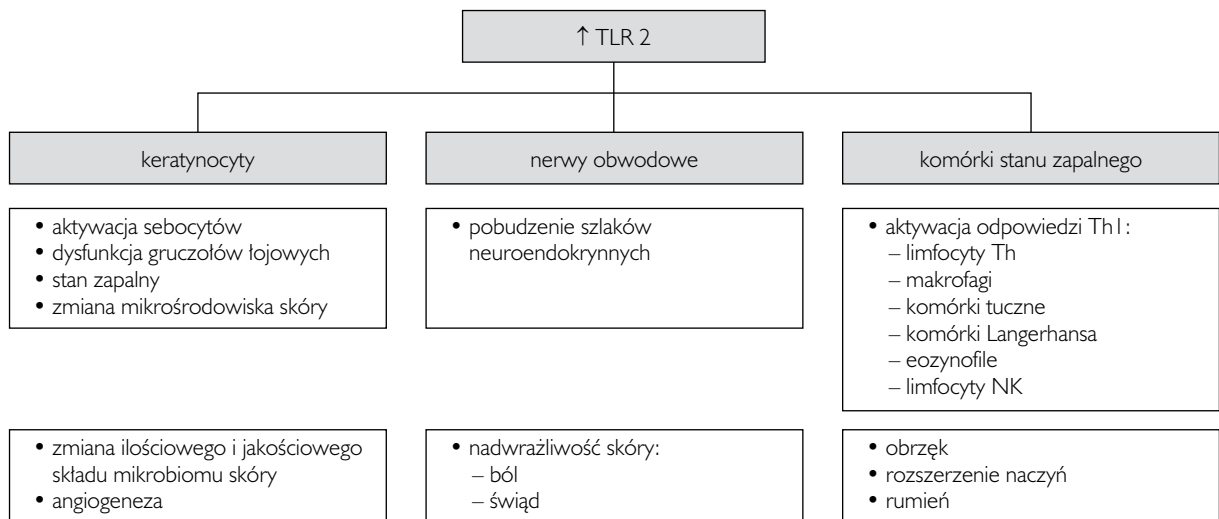 ↑ TLR 2
keratynocyty
nerwy obwodowe
komórki stanu zapalnego
• aktywacja sebocytów
• dysfunkcja gruczołów łojowych
• stan zapalny
• zmiana mikrośrodowiska skóry
• pobudzenie szlaków
neuroendokrynnych
• aktywacja odpowiedzi Th1:
– limfocyty Th
– makrofagi
– komórki tuczne
– komórki Langerhansa
– eozynofile
– limfocyty NK
• zmiana ilościowego i jakościowego
składu mikrobiomu skóry
• angiogeneza
• nadwrażliwość skóry:
– ból
– świąd
• obrzęk
• rozszerzenie naczyń
• rumień